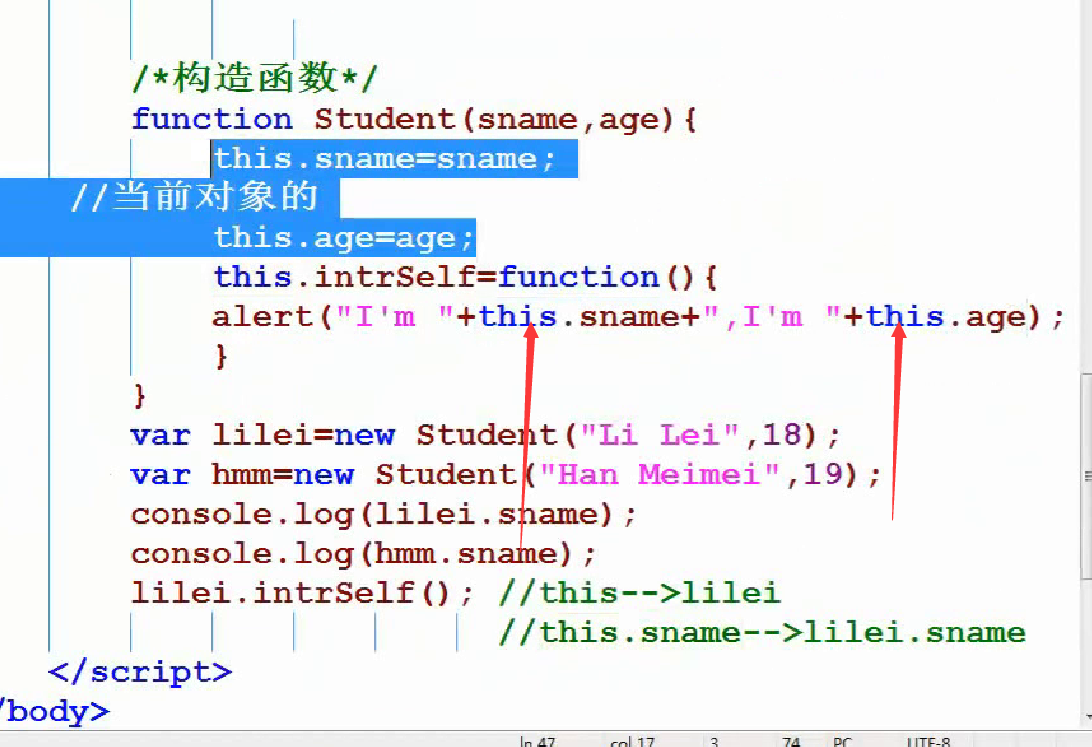 /*构造函数*/
function Student(sname,age){
this.sname=sname;
//当前对象的
this.age=age;
this.intrSelf=function(){
alert("I'm "+this.sname+",I'm "+this.age);
}
}
var lilei=new Student("Li Lei",18);
var hmm=new Student("Han Meimei",19);
console.log(lilei.sname);
console.log(hmm.sname);
lilei.intrSelf(); //this-->lilei
//this.sname-->lilei.sname
</script>
/body>
ln 47 col 17 3 74 PC UTF-8